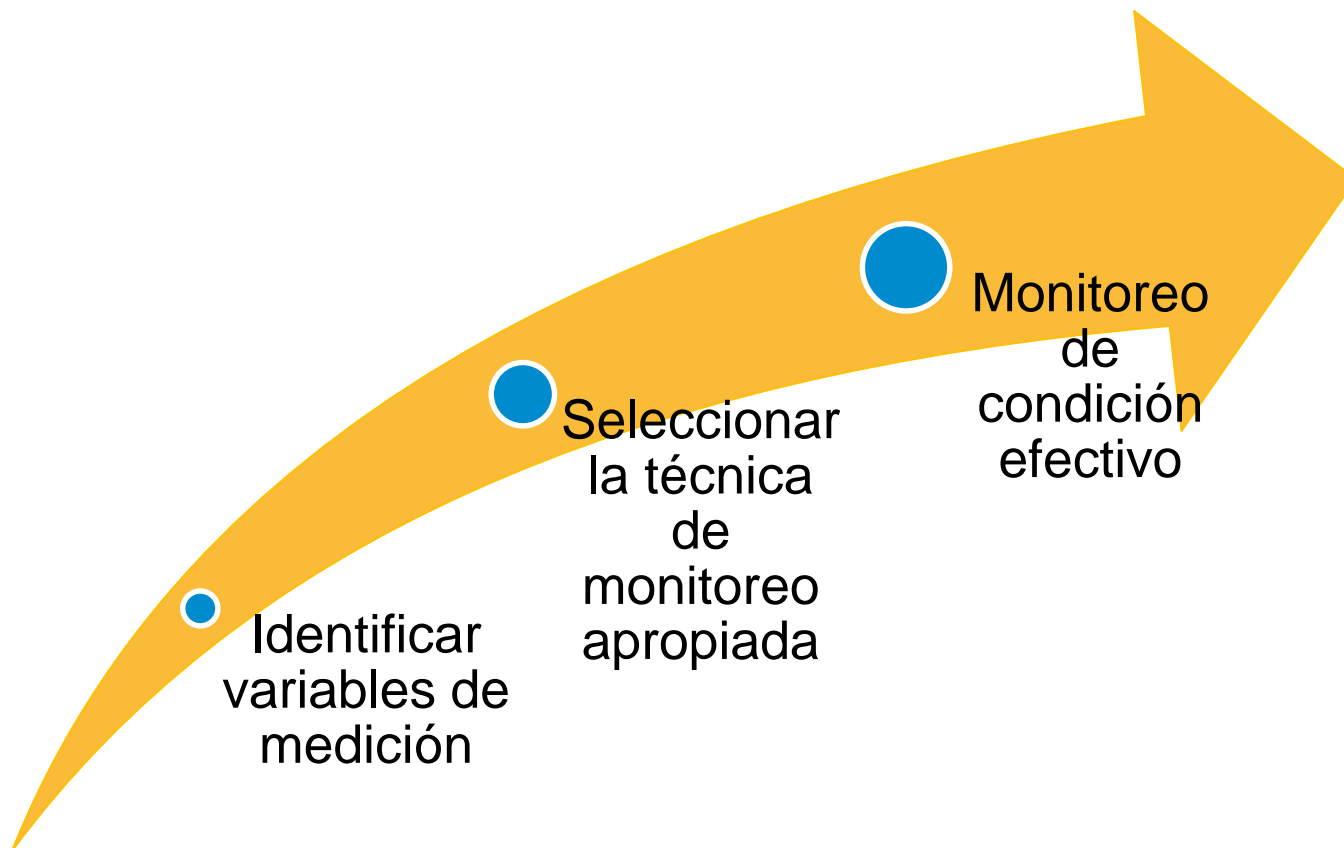 Identificar
variables de
medición
Seleccionar
la técnica
de
monitoreo
apropiada
Monitoreo
de
condición
efectivo